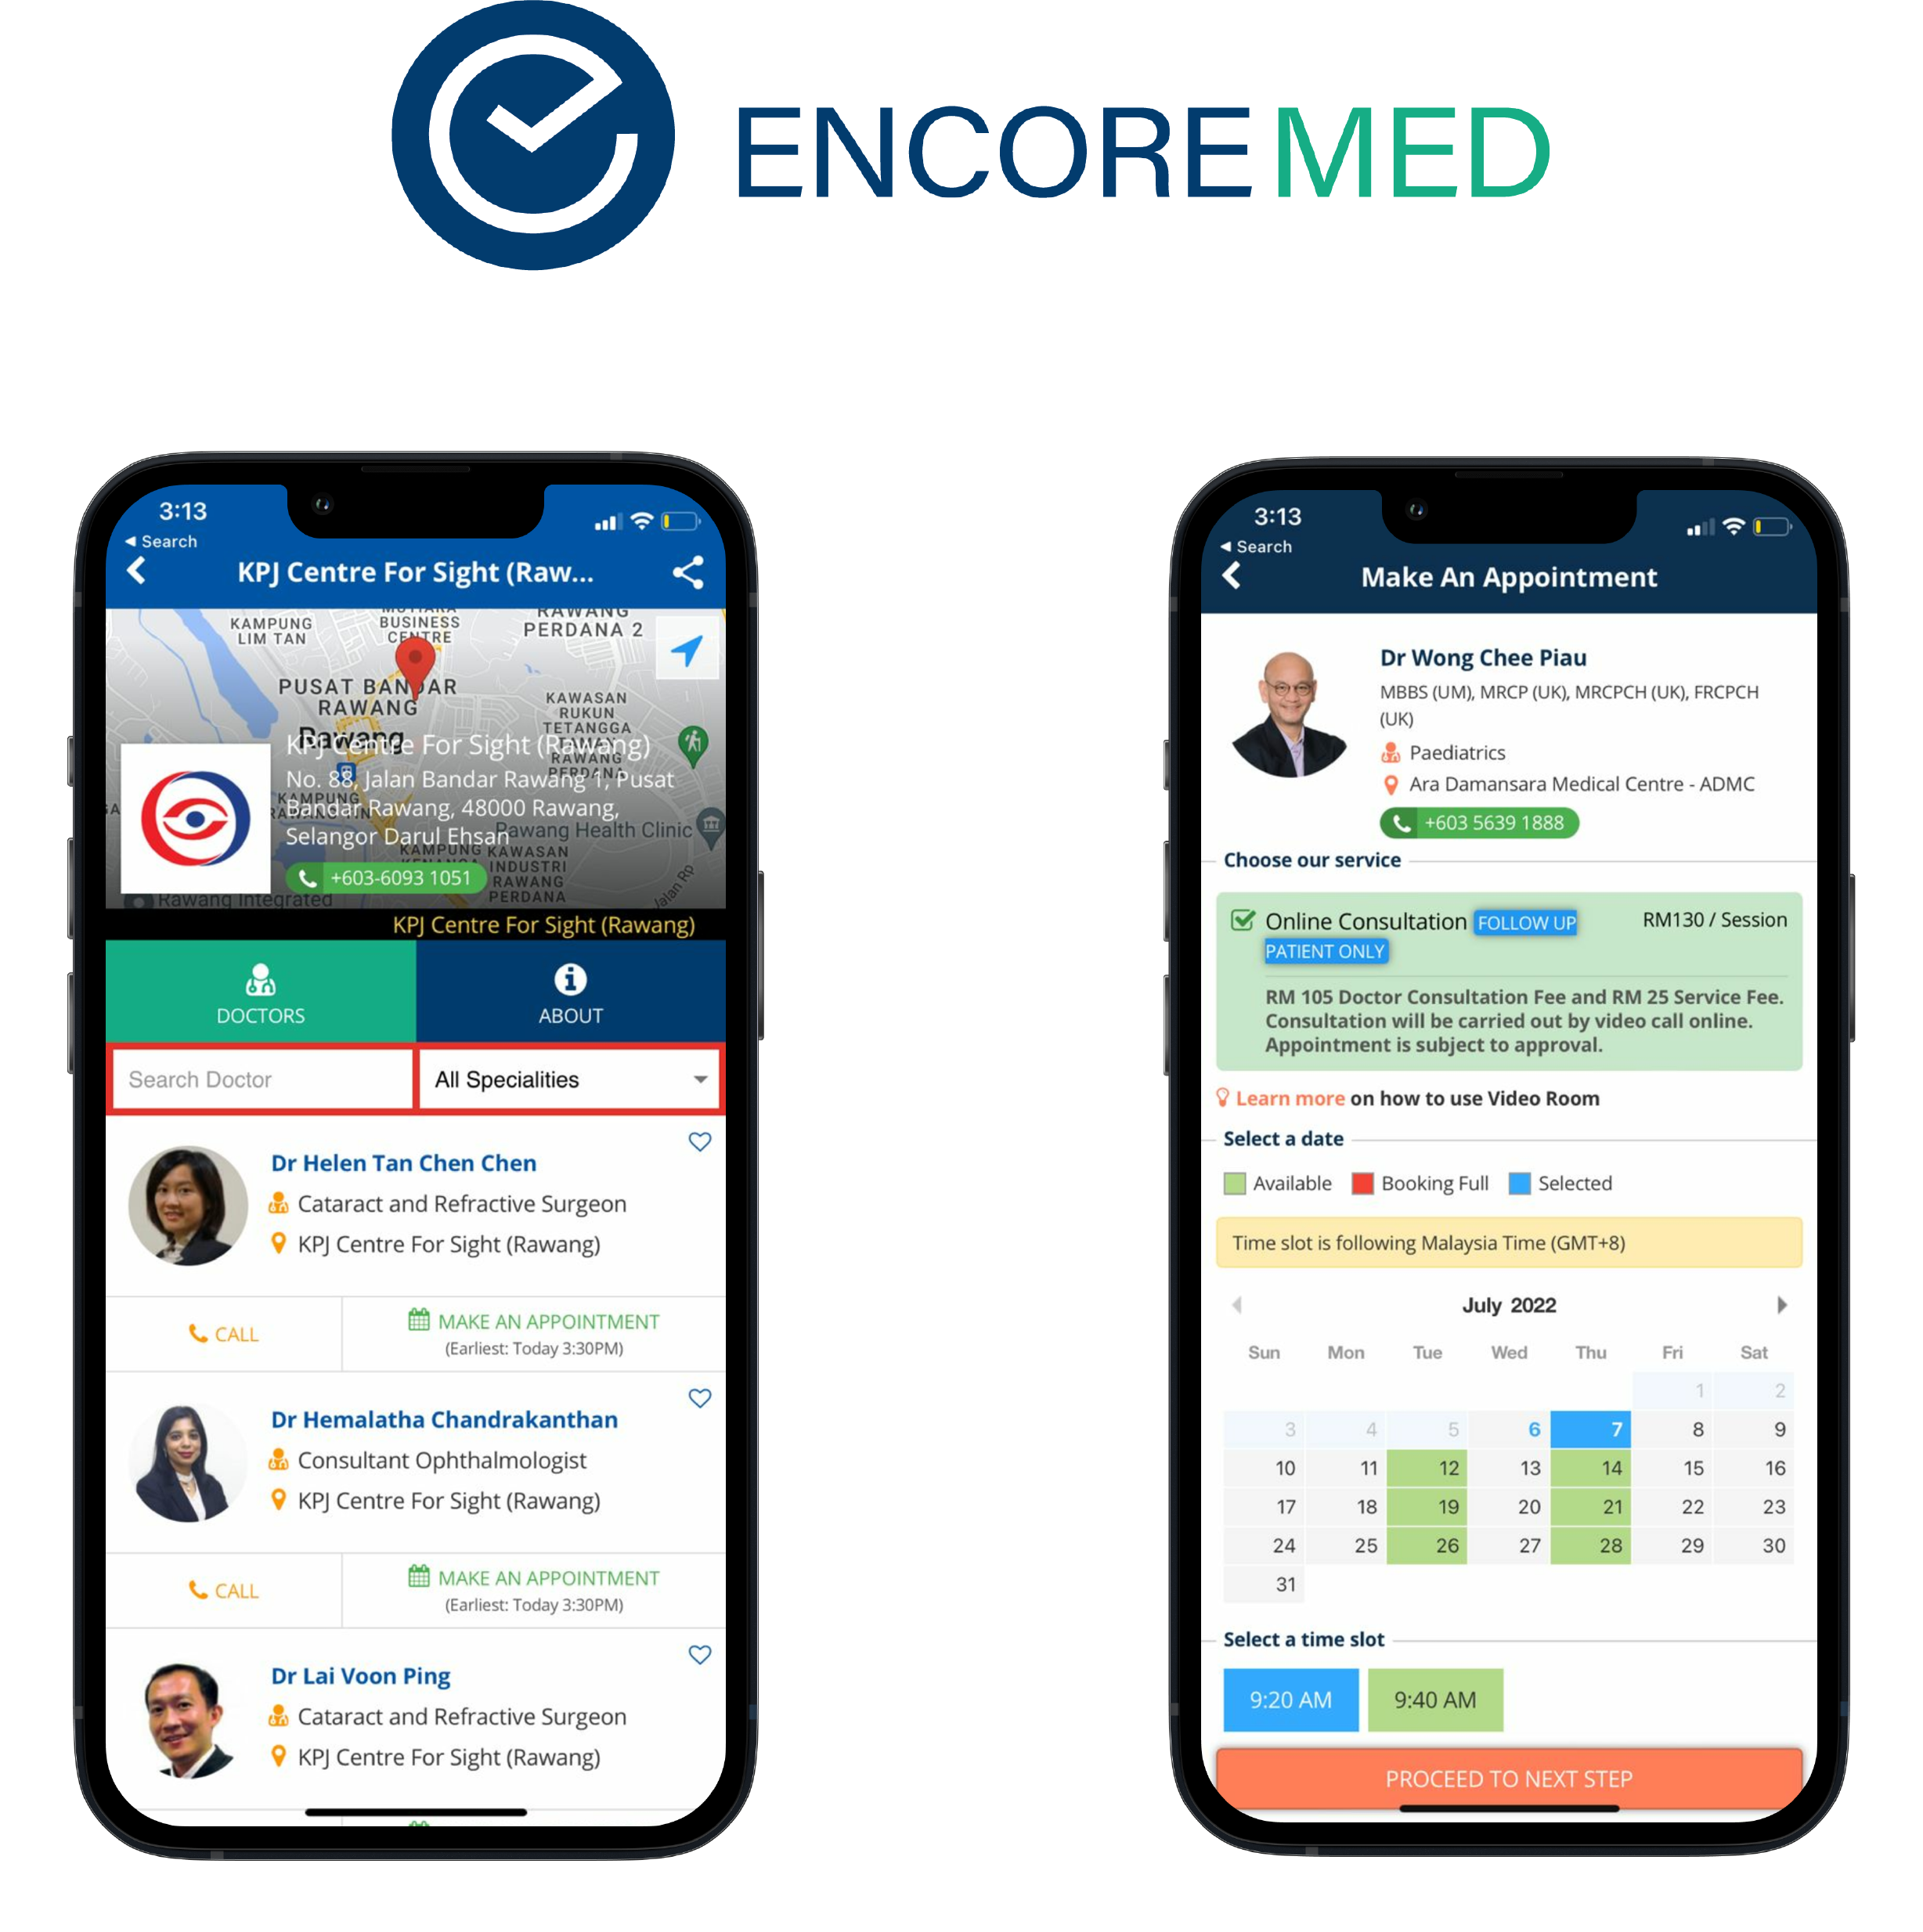 ENCOREMED
3:13
Search
KPJ Centre For Sight (Raw...
KAMPUNG
LIM TAN
BUSINESS
CENTRE
RAWANG
PERDANA 2
PUSAT BANDAR
RAWANG
Rawang
KAWASAN
RUKUN
TETANGGA
TAMAN
RAWANG
PERDANA
KPJ Centre For Sight (Rawang)
No. 88, Jalan Bandar Rawang 1, Pusat
Bandar Rawang, 48000 Rawang,
Selangor Darul Ehsan
Rawang Health Clinic
KAMPUNG
KAWASAN
INDUSTRI
RAWANG
PERDANA
+603-6093 1051
Rawang Integrated
Jalan Rp
KPJ Centre For Sight (Rawang)
DOCTORS
ABOUT
Search Doctor
All Specialities
Dr Helen Tan Chen Chen
Cataract and Refractive Surgeon
KPJ Centre For Sight (Rawang)
CALL
MAKE AN APPOINTMENT
(Earliest: Today 3:30PM)
Dr Hemalatha Chandrakanthan
Consultant Ophthalmologist
KPJ Centre For Sight (Rawang)
CALL
MAKE AN APPOINTMENT
(Earliest: Today 3:30PM)
Dr Lai Voon Ping
Cataract and Refractive Surgeon
KPJ Centre For Sight (Rawang)
3:13
Search
Make An Appointment
Dr Wong Chee Piau
MBBS (UM), MRCP (UK), MRCPCH (UK), FRCPCH
(UK)
Paediatrics
Ara Damansara Medical Centre - ADMC
+603 5639 1888
Choose our service
Online Consultation FOLLOW UP RM130 / Session
PATIENT ONLY
RM 105 Doctor Consultation Fee and RM 25 Service Fee.
Consultation will be carried out by video call online.
Appointment is subject to approval.
Learn more on how to use Video Room
Select a date
Available Booking Full Selected
Time slot is following Malaysia Time (GMT+8)
July 2022
Sun Mon Tue Wed Thu Fri Sat
1 2
3 4 5 6 7 8 9
10 11 12 13 14 15 16
17 18 19 20 21 22 23
24 25 26 27 28 29 30
31
Select a time slot
9:20 AM 9:40 AM
PROCEED TO NEXT STEP